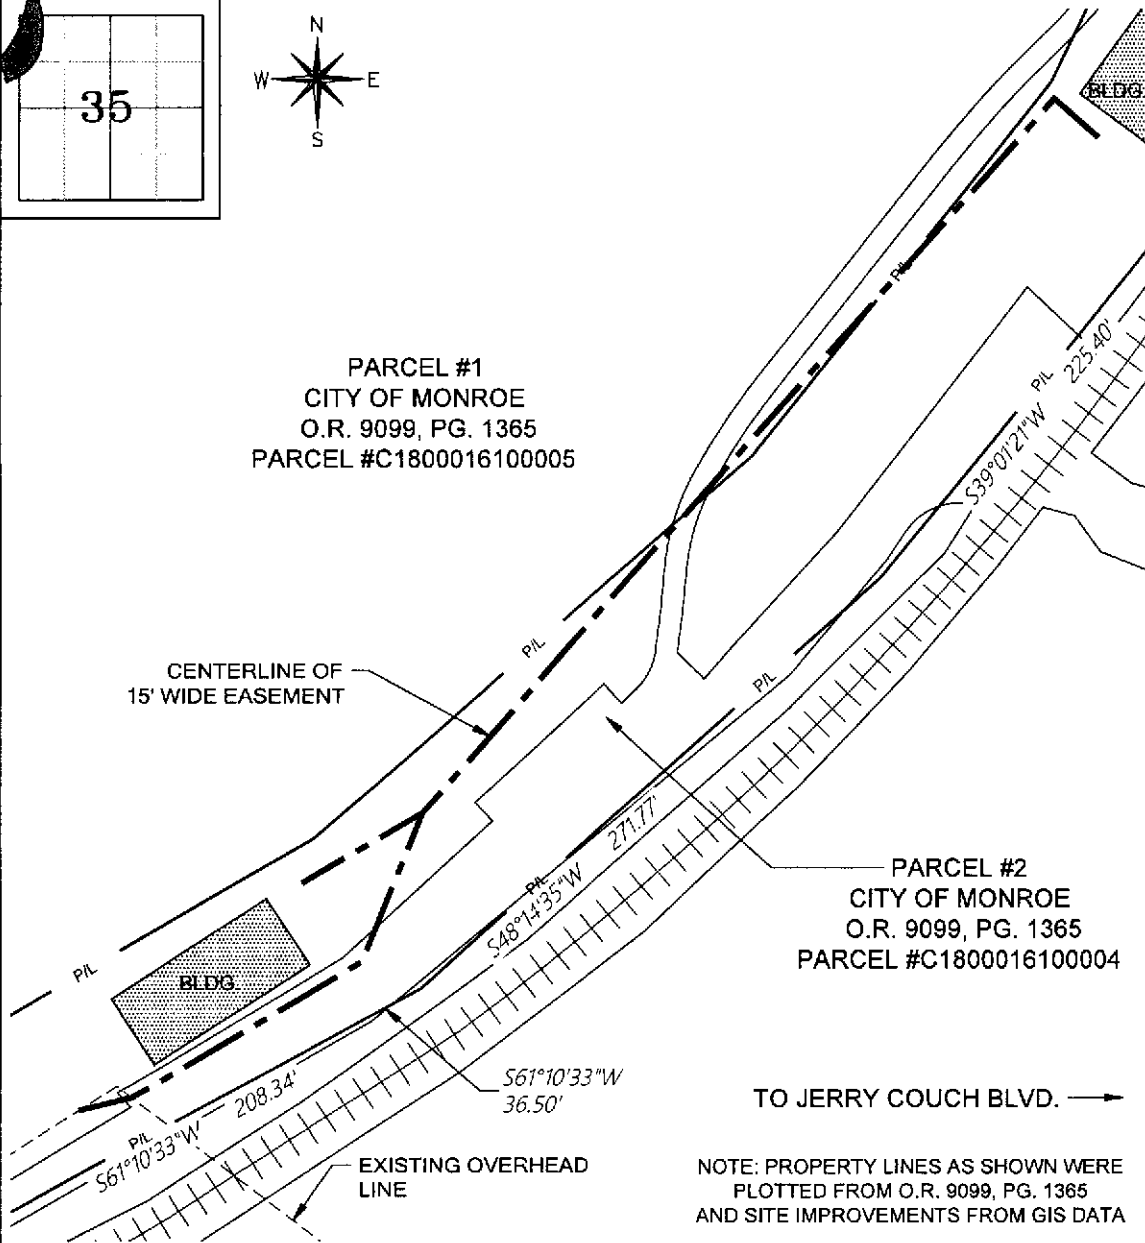 35
N
W E
S
BLDG.
P/L
PARCEL #1
CITY OF MONROE
O.R. 9099, PG. 1365
PARCEL #C1800016100005
P/L
225.40'
S39°01'21"W
P/L
CENTERLINE OF
15' WIDE EASEMENT
P/L
271.77'
P/L
S48°14'35"W
PARCEL #2
CITY OF MONROE
O.R. 9099, PG. 1365
PARCEL #C1800016100004
P/L
BLDG.
S61°10'33"W
36.50'
208.34'
P/L
S61°10'33"W
TO JERRY COUCH BLVD.
EXISTING OVERHEAD
LINE
NOTE: PROPERTY LINES AS SHOWN WERE
PLOTTED FROM O.R. 9099, PG. 1365
AND SITE IMPROVEMENTS FROM GIS DATA